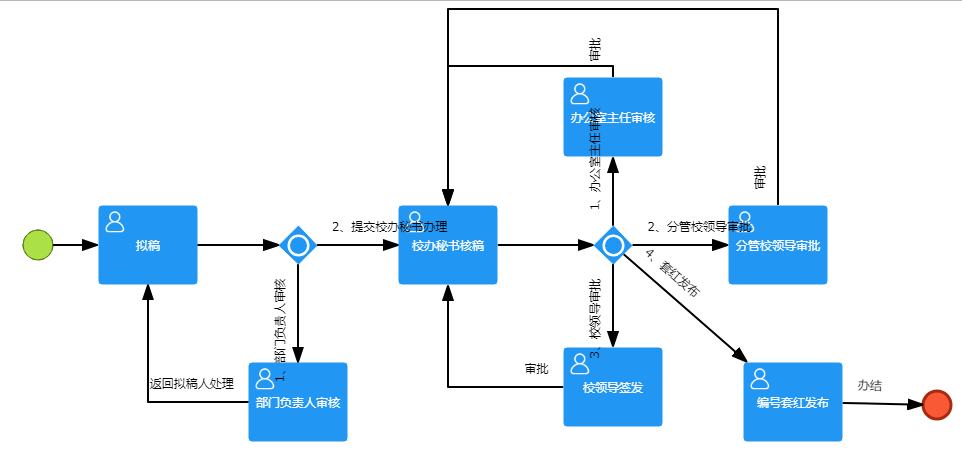 审批
办公室主任审核
1、办公室主任审核
审批
拟稿
2、提交校办秘书办理
校办秘书核稿
2、分管校领导审批
分管校领导审批
4、套红发布
1、部门负责人审核
3、校领导审批
返回拟稿人处理
部门负责人审核
审批
校领导签发
编号套红发布
办结